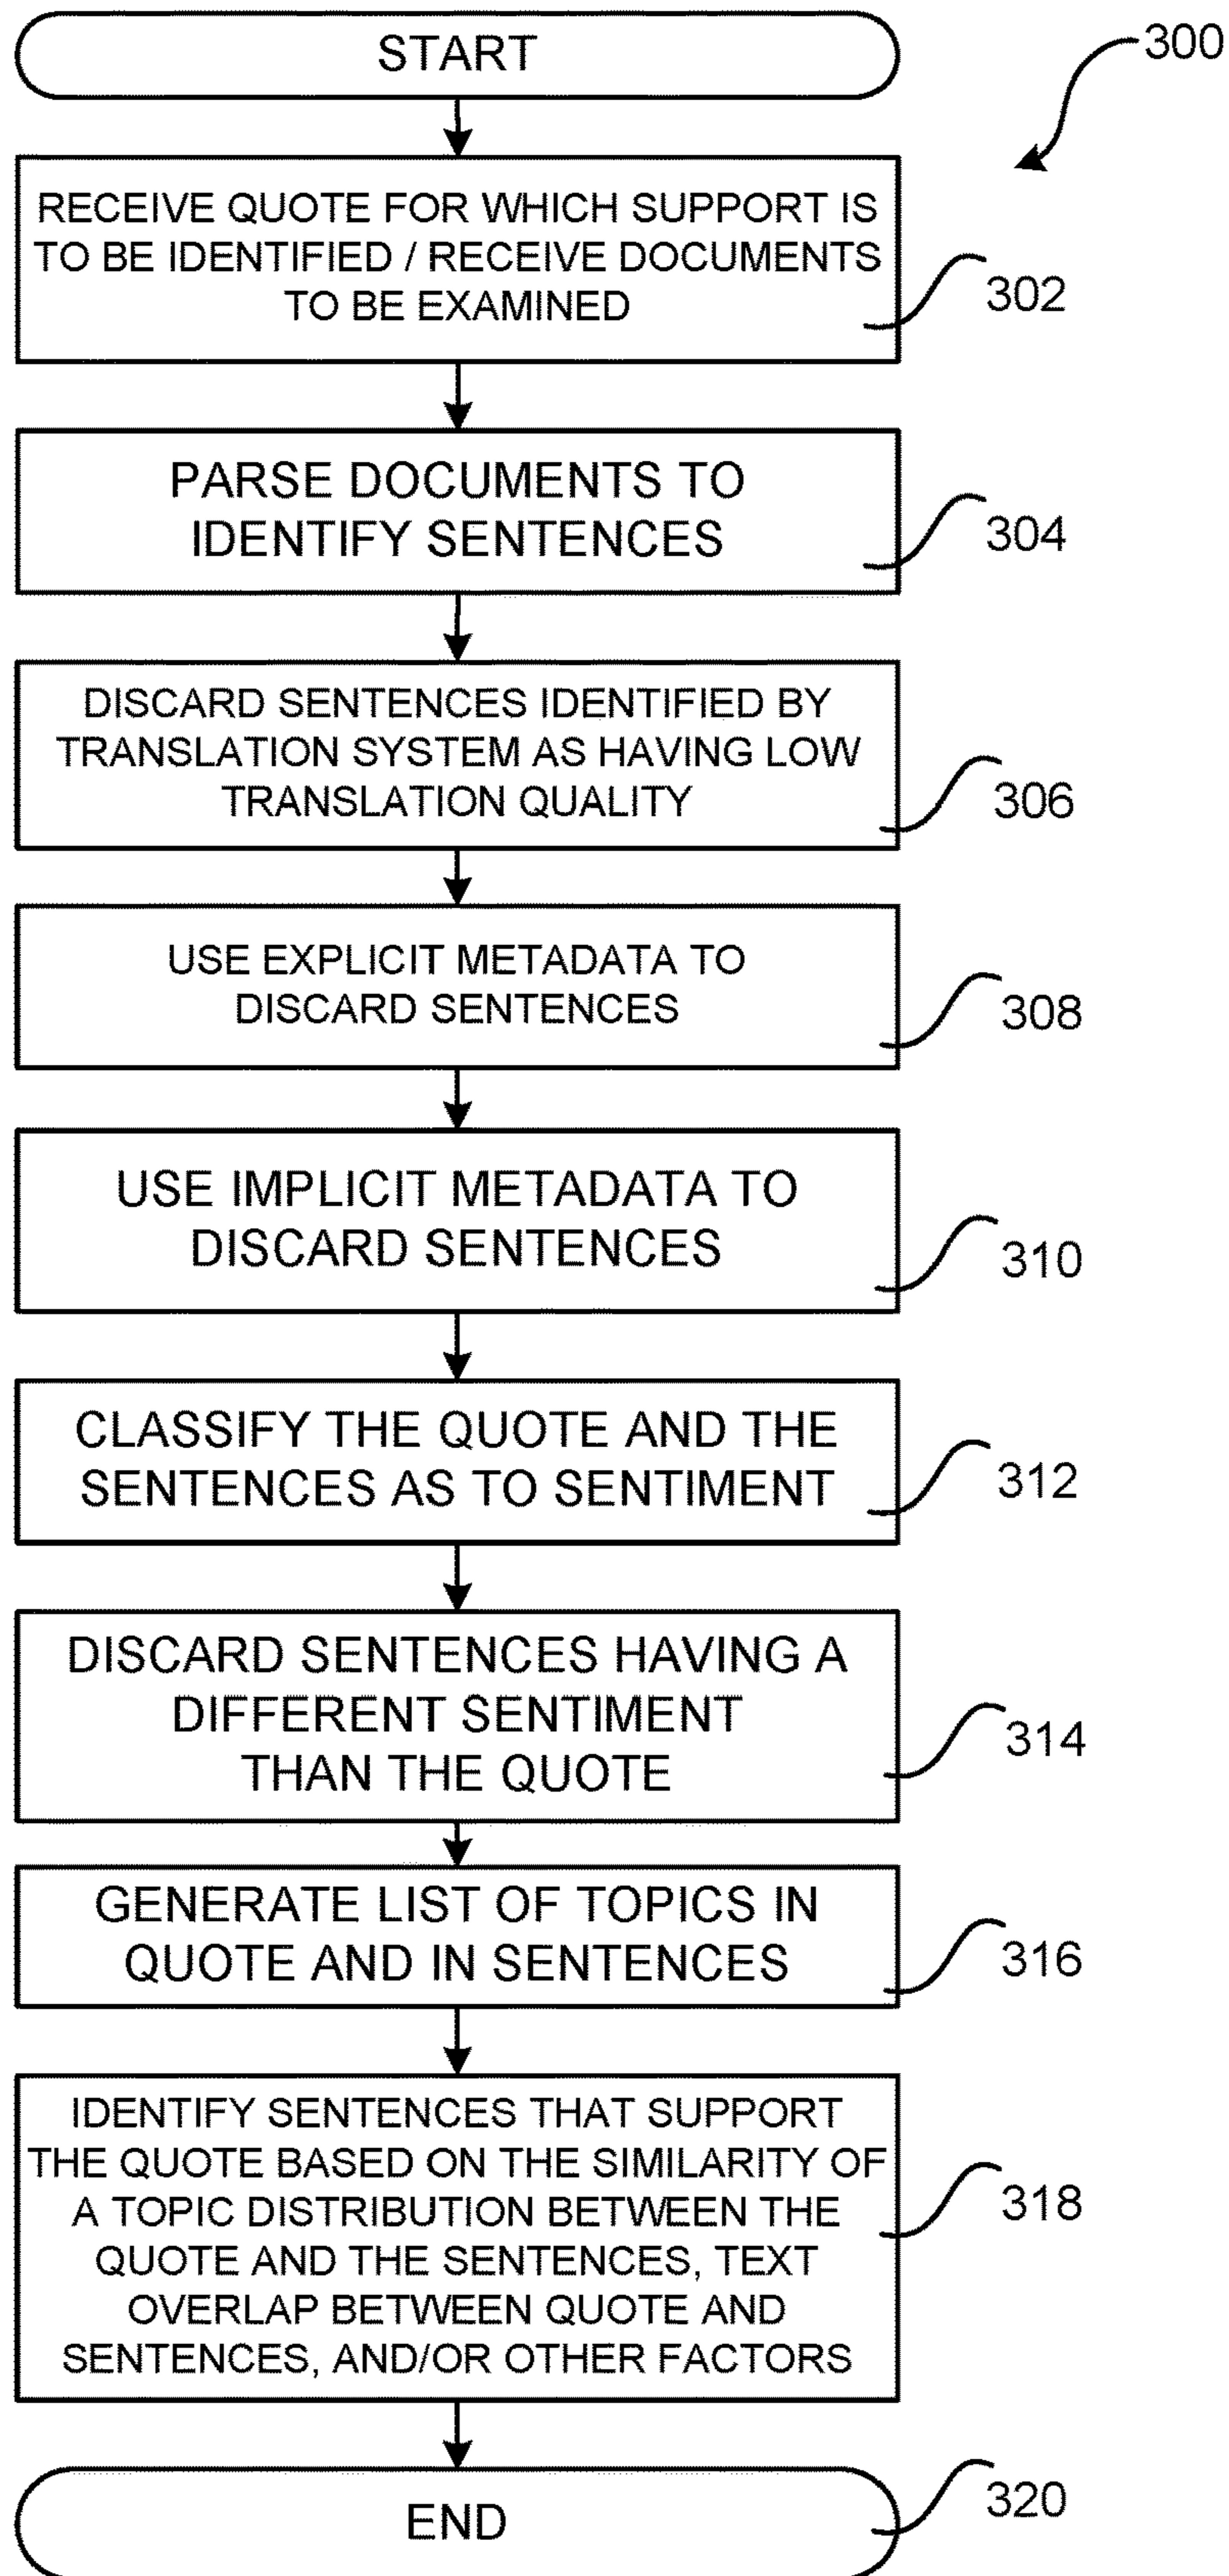 START
300
RECEIVE QUOTE FOR WHICH SUPPORT IS
TO BE IDENTIFIED / RECEIVE DOCUMENTS
TO BE EXAMINED
302
PARSE DOCUMENTS TO
IDENTIFY SENTENCES
304
DISCARD SENTENCES IDENTIFIED BY
TRANSLATION SYSTEM AS HAVING LOW
TRANSLATION QUALITY
306
USE EXPLICIT METADATA TO
DISCARD SENTENCES
308
USE IMPLICIT METADATA TO
DISCARD SENTENCES
310
CLASSIFY THE QUOTE AND THE
SENTENCES AS TO SENTIMENT
312
DISCARD SENTENCES HAVING A
DIFFERENT SENTIMENT
THAN THE QUOTE
314
GENERATE LIST OF TOPICS IN
QUOTE AND IN SENTENCES
316
IDENTIFY SENTENCES THAT SUPPORT
THE QUOTE BASED ON THE SIMILARITY OF
A TOPIC DISTRIBUTION BETWEEN THE
QUOTE AND THE SENTENCES, TEXT
OVERLAP BETWEEN QUOTE AND
SENTENCES, AND/OR OTHER FACTORS
318
END
320